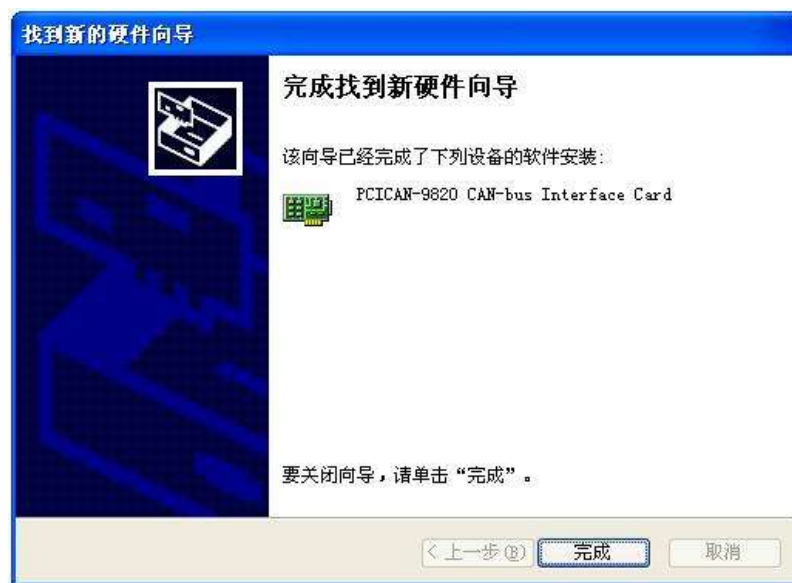 找到新的硬件向导
完成找到新硬件向导
该向导已经完成了下列设备的软件安装:
PCICAN-9820 CAN-bus Interface Card
要关闭向导，请单击“完成”。
< 上一步(B)
完成
取消